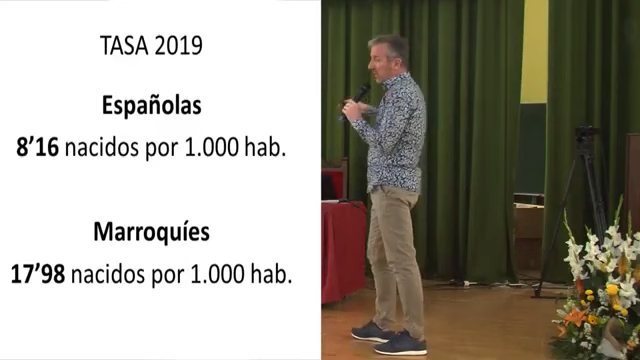 TASA 2019
Españolas
8’16 nacidos por 1.000 hab.
Marroquíes
17’98 nacidos por 1.000 hab.